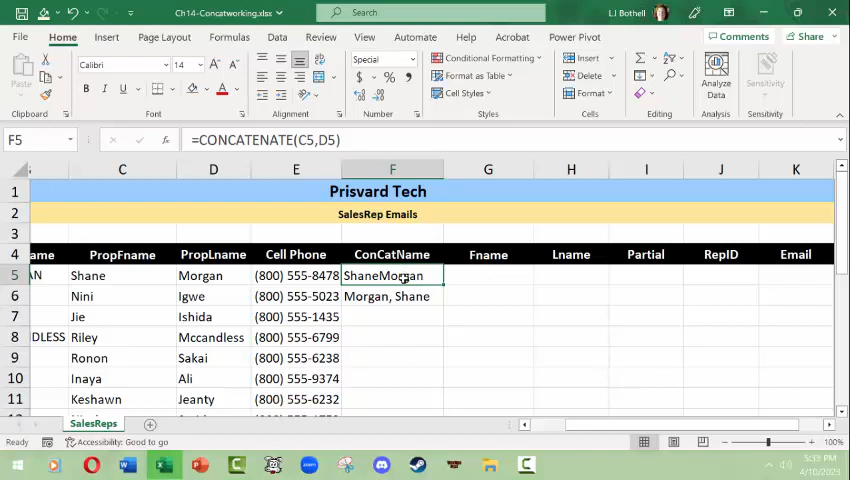 Ch14-Concatworking.xlsx
Search
LJ Bothell
File Home Insert Page Layout Formulas Data Review View Automate Help Acrobat Power Pivot
Comments Share
Paste
Calibri 14 Special
B I U
Conditional Formatting
Format as Table
Cell Styles
Insert
Delete
Format
Analyze Data
Sensitivity
Clipboard Font Alignment Number Styles Cells Editing Analysis Sensitivity
F5 =CONCATENATE(C5,D5)
C D E F G H I J K
1 Prisvard Tech
2 SalesRep Emails
3
4 ame PropFname PropLname Cell Phone ConCatName Fname Lname Partial RepID Email
5 AN Shane Morgan (800) 555-8478 ShaneMorgan
6 Nini Igwe (800) 555-5023 Morgan, Shane
7 Jie Ishida (800) 555-1435
8 DLESS Riley Mccandless (800) 555-6799
9 Ronon Sakai (800) 555-6238
10 Inaya Ali (800) 555-9374
11 Keshawn Jeanty (800) 555-6232
SalesReps
Ready Accessibility: Good to go 100%
5:33 PM
4/10/2023